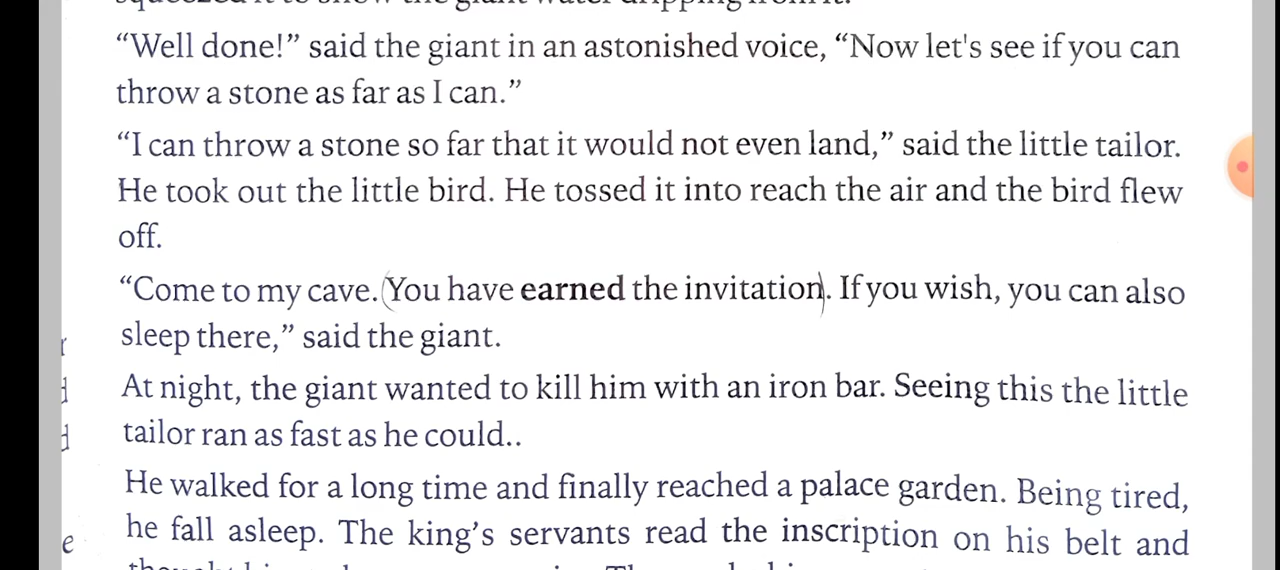 “Well done!” said the giant in an astonished voice, “Now let's see if you can
throw a stone as far as I can.”
“I can throw a stone so far that it would not even land,” said the little tailor.
He took out the little bird. He tossed it into reach the air and the bird flew
off.
“Come to my cave. (You have earned the invitation). If you wish, you can also
sleep there,” said the giant.
At night, the giant wanted to kill him with an iron bar. Seeing this the little
tailor ran as fast as he could..
He walked for a long time and finally reached a palace garden. Being tired,
he fall asleep. The king’s servants read the inscription on his belt and